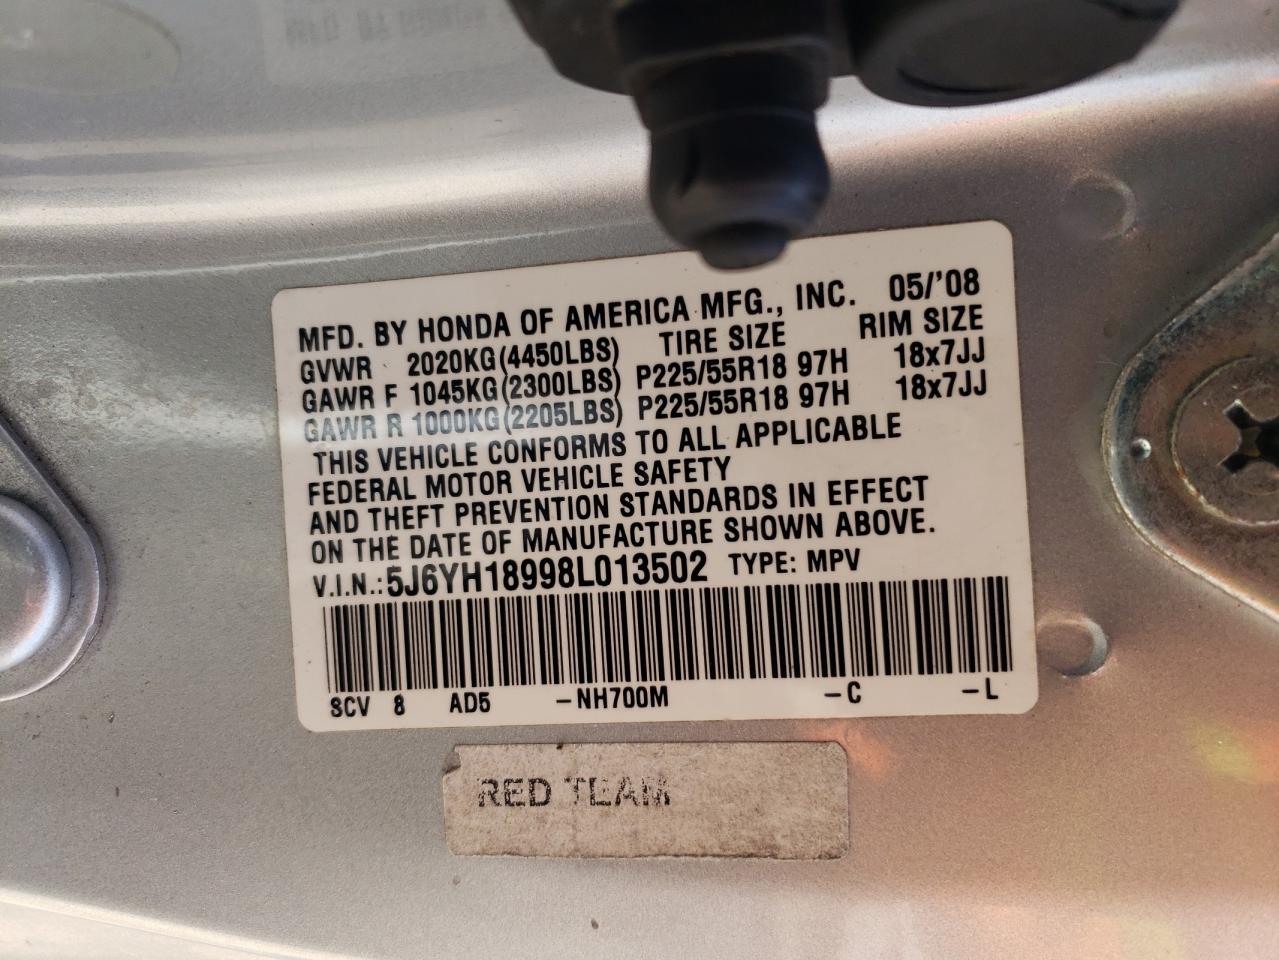 MFD. BY HONDA OF AMERICA MFG., INC. 05/'08
GVWR 2020KG(4450LBS) TIRE SIZE RIM SIZE
GAWR F 1045KG(2300LBS) P225/55R18 97H 18x7JJ
GAWR R 1000KG(2205LBS) P225/55R18 97H 18x7JJ
THIS VEHICLE CONFORMS TO ALL APPLICABLE
FEDERAL MOTOR VEHICLE SAFETY
AND THEFT PREVENTION STANDARDS IN EFFECT
ON THE DATE OF MANUFACTURE SHOWN ABOVE.
V.I.N.: 5J6YH18998L013502 TYPE: MPV
SCV 8 AD5 -NH700M -C -L
RED TEAM